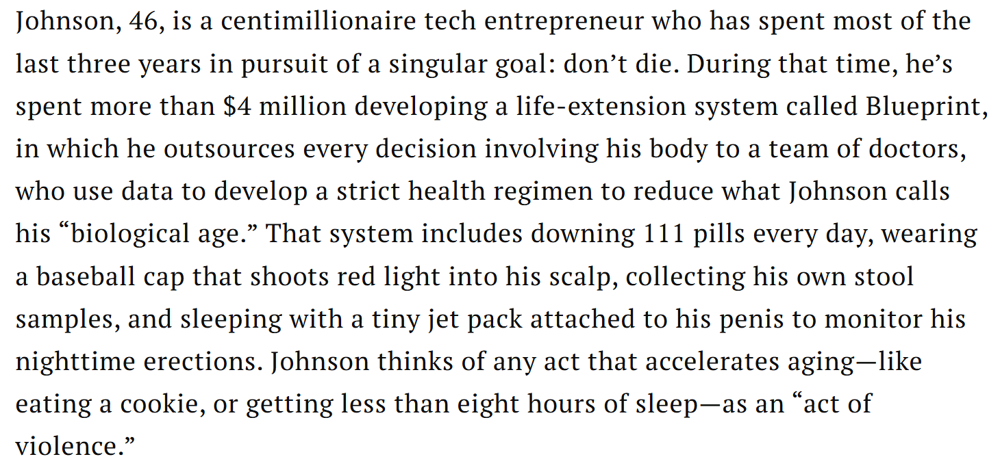 Johnson, 46, is a centimillionaire tech entrepreneur who has spent most of the
last three years in pursuit of a singular goal: don’t die. During that time, he’s
spent more than $4 million developing a life-extension system called Blueprint,
in which he outsources every decision involving his body to a team of doctors,
who use data to develop a strict health regimen to reduce what Johnson calls
his “biological age.” That system includes downing 111 pills every day, wearing
a baseball cap that shoots red light into his scalp, collecting his own stool
samples, and sleeping with a tiny jet pack attached to his penis to monitor his
nighttime erections. Johnson thinks of any act that accelerates aging—like
eating a cookie, or getting less than eight hours of sleep—as an “act of
violence.”